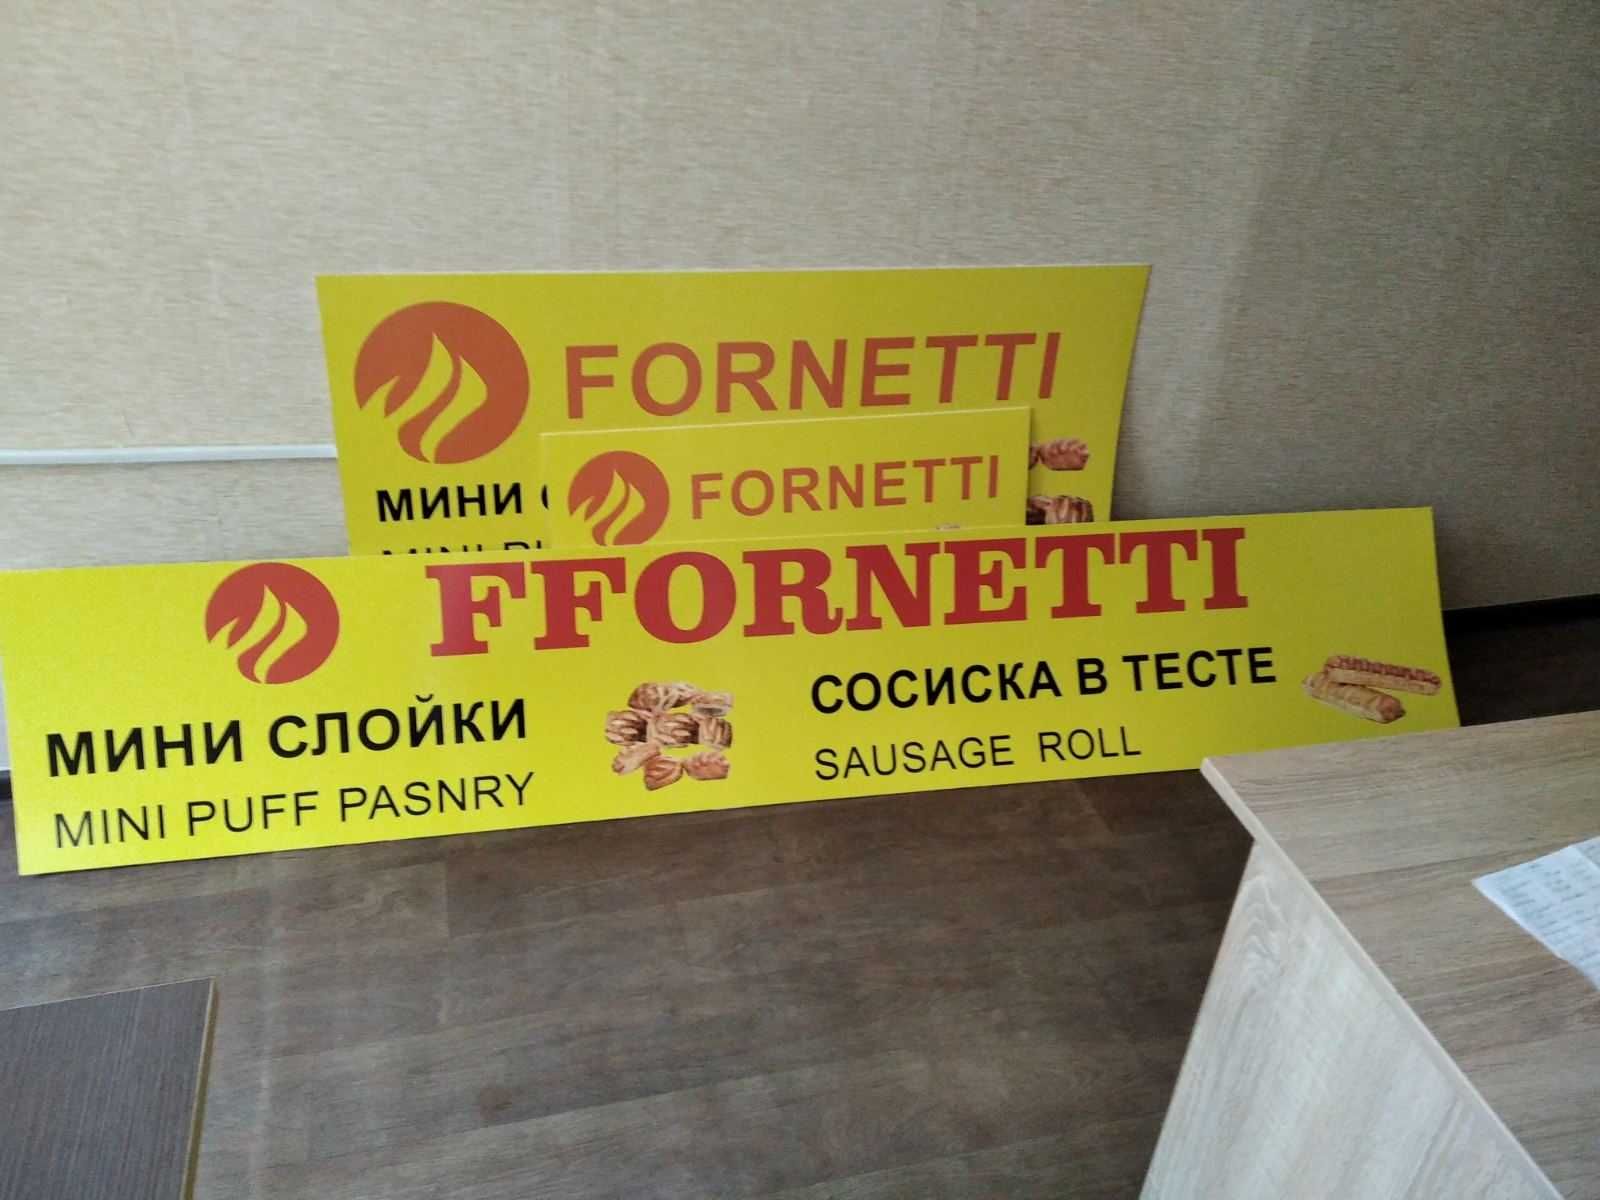 FORNETTI
МИНИ
FORNETTI
FFORNETTI
МИНИ СЛОЙКИ
MINI PUFF PASNRY
СОСИСКА В ТЕСТЕ
SAUSAGE ROLL